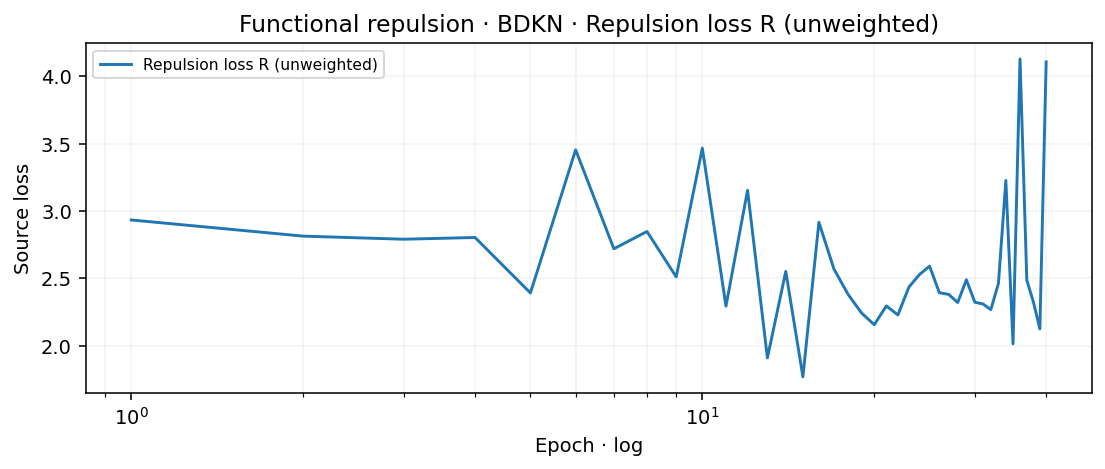 Functional repulsion · BDKN · Repulsion loss R (unweighted)
Repulsion loss R (unweighted)
Source loss
4.0
3.5
3.0
2.5
2.0
10⁰
10¹
Epoch · log